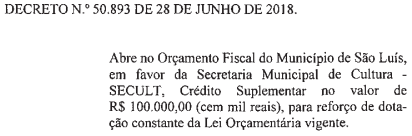 DECRETO N.º 50.893 DE 28 DE JUNHO DE 2018.
Abre no Orçamento Fiscal do Município de São Luís,
em favor da Secretaria Municipal de Cultura -
SECULT, Crédito Suplementar no valor de
R$ 100.000,00 (cem mil reais), para reforço de dota-
ção constante da Lei Orçamentária vigente.